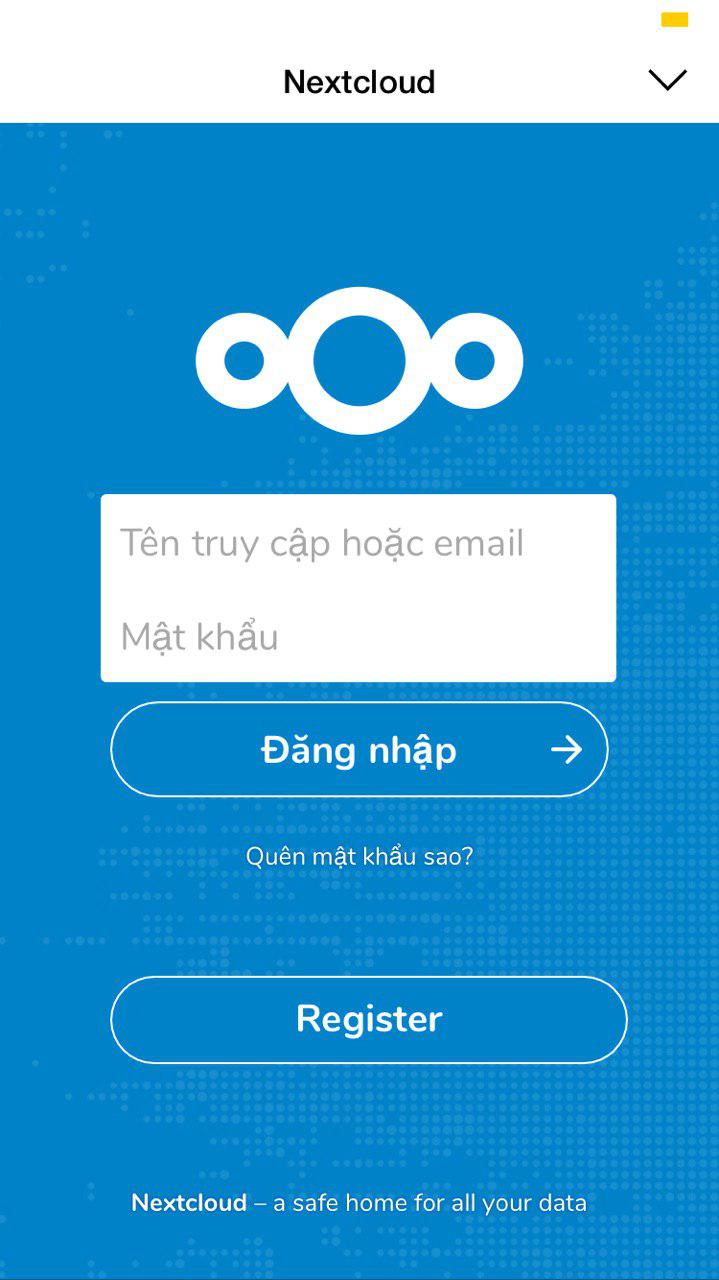 Nextcloud
Tên truy cập hoặc email
Mật khẩu
Đăng nhập
Quên mật khẩu sao?
Register
Nextcloud – a safe home for all your data